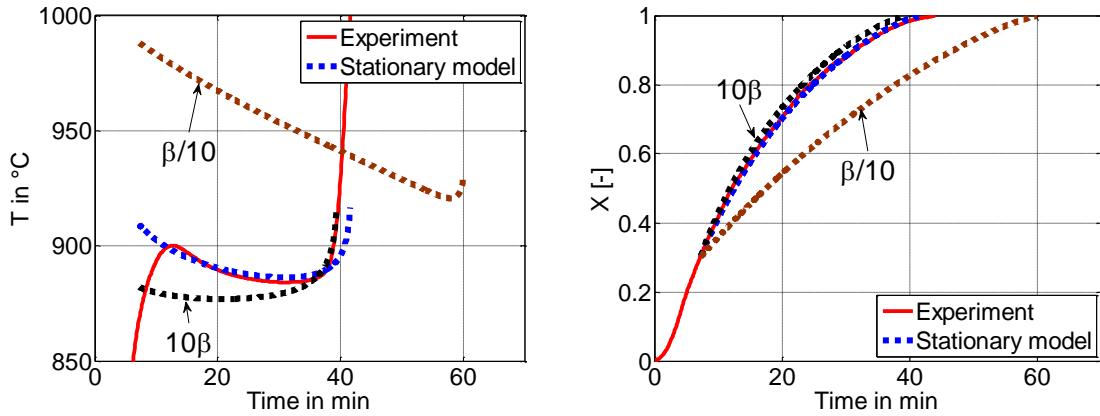 1000
950
900
850
T in °C
0
20
40
60
Time in min
Experiment
Stationary model
β/10
10β
1
0.8
0.6
0.4
0.2
0
X [-]
0
20
40
60
Time in min
10β
β/10
Experiment
Stationary model